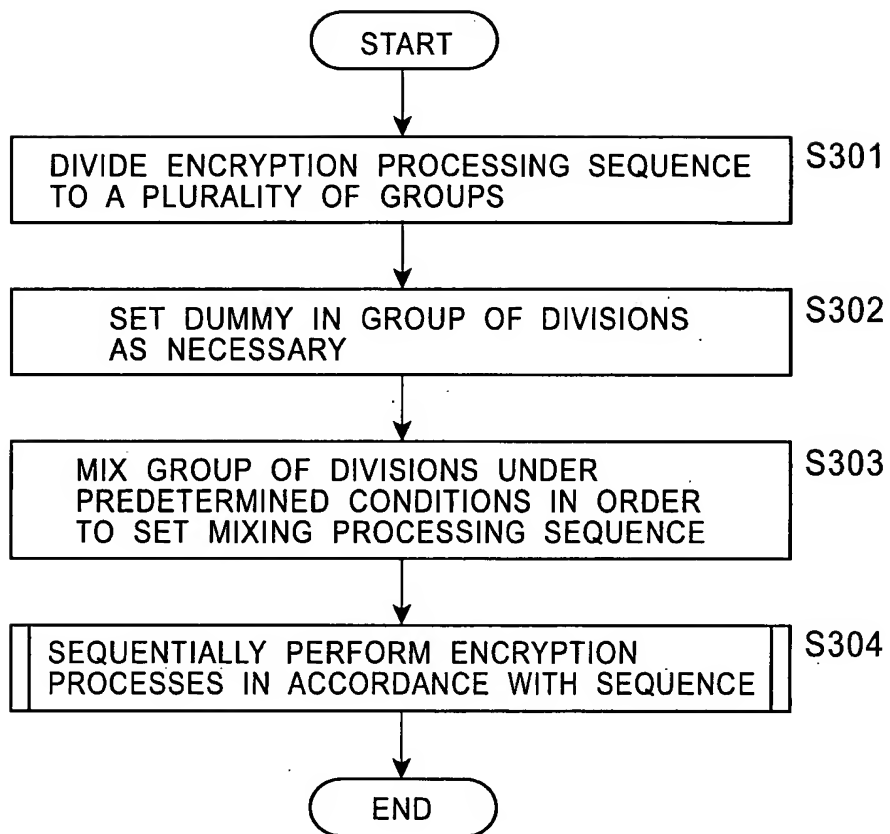 START
DIVIDE ENCRYPTION PROCESSING SEQUENCE
TO A PLURALITY OF GROUPS
S301
SET DUMMY IN GROUP OF DIVISIONS
AS NECESSARY
S302
MIX GROUP OF DIVISIONS UNDER
PREDETERMINED CONDITIONS IN ORDER
TO SET MIXING PROCESSING SEQUENCE
S303
SEQUENTIALLY PERFORM ENCRYPTION
PROCESSES IN ACCORDANCE WITH SEQUENCE
S304
END